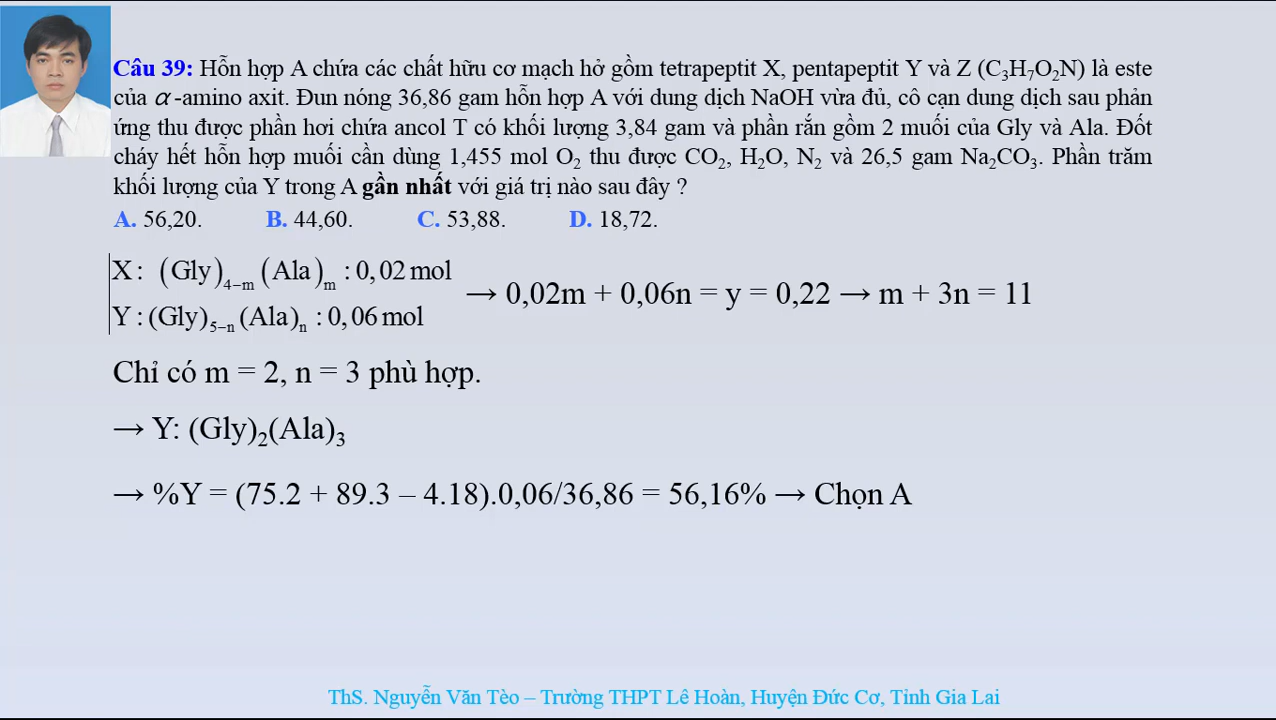 Câu 39: Hỗn hợp A chứa các chất hữu cơ mạch hở gồm tetrapeptit X, pentapeptit Y và Z (C₃H₇O₂N) là este
của α -amino axit. Đun nóng 36,86 gam hỗn hợp A với dung dịch NaOH vừa đủ, cô cạn dung dịch sau phản
ứng thu được phần hơi chứa ancol T có khối lượng 3,84 gam và phần rắn gồm 2 muối của Gly và Ala. Đốt
cháy hết hỗn hợp muối cần dùng 1,455 mol O₂ thu được CO₂, H₂O, N₂ và 26,5 gam Na₂CO₃. Phần trăm
khối lượng của Y trong A gần nhất với giá trị nào sau đây ?
A. 56,20. B. 44,60. C. 53,88. D. 18,72.
X : (Gly)₄₋ₘ(Ala)ₘ : 0,02 mol
Y : (Gly)₅₋ₙ(Ala)ₙ : 0,06 mol
→ 0,02m + 0,06n = y = 0,22 → m + 3n = 11
Chỉ có m = 2, n = 3 phù hợp.
→ Y: (Gly)₂(Ala)₃
→ %Y = (75.2 + 89.3 – 4.18).0,06/36,86 = 56,16% → Chọn A
ThS. Nguyễn Văn Tèo – Trường THPT Lê Hoàn, Huyện Đức Cơ, Tỉnh Gia Lai